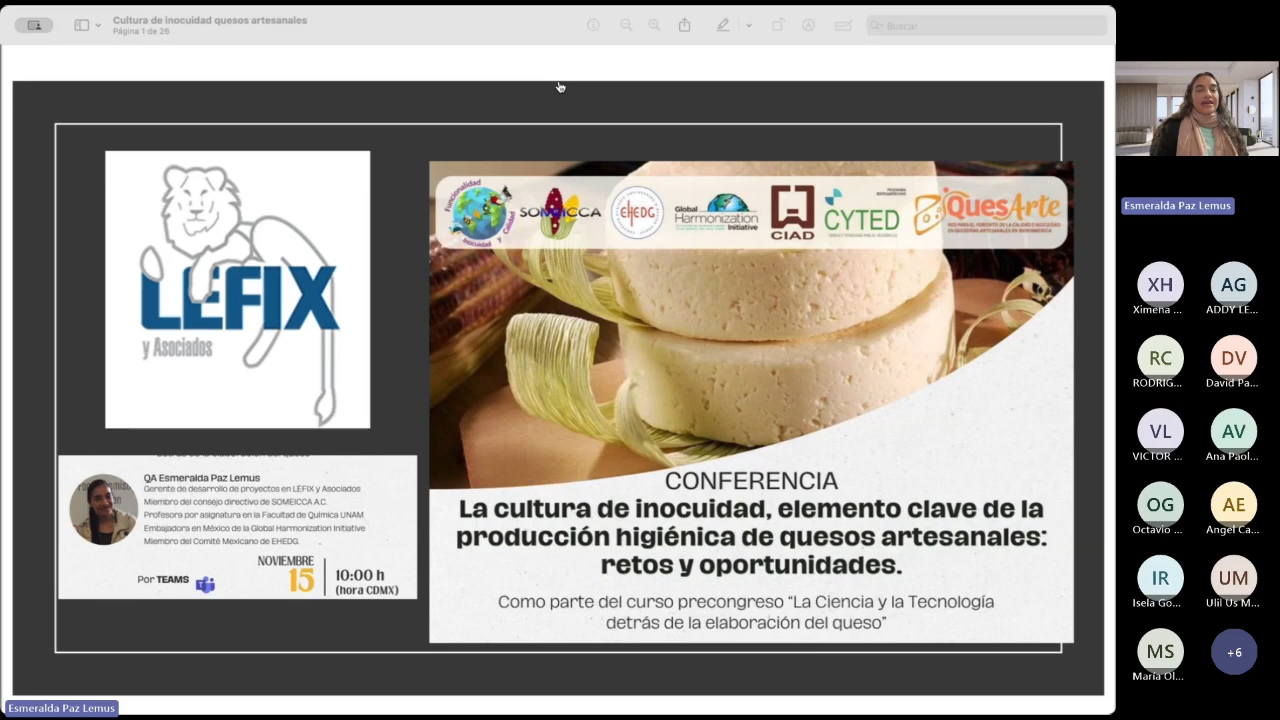 Cultura de inocuidad quesos artesanales
Página 1 de 26
Buscar
LEFIX
y Asociados
Funcionalidad
Inocuidad y Calidad
SOMEICCA
EHEDG
Global
Harmonization
Initiative
CIAD
CYTED
QuesArte
QA Esmeralda Paz Lemus
Gerente de desarrollo de proyectos en LEFIX y Asociados
Miembro del consejo directivo de SOMEICCA A.C.
Profesora por asignatura en la Facultad de Química UNAM
Embajadora en México de la Global Harmonization Initiative
Miembro del Comité Mexicano de EHEDG.
Por TEAMS
NOVIEMBRE
15
10:00 h
(hora CDMX)
CONFERENCIA
La cultura de inocuidad, elemento clave de la
producción higiénica de quesos artesanales:
retos y oportunidades.
Como parte del curso precongreso “La Ciencia y la Tecnología
detrás de la elaboración del queso”
Esmeralda Paz Lemus
Esmeralda Paz Lemus
XH
Ximena ...
AG
ADDY LE...
RC
RODRIG...
DV
David Pa...
VL
VICTOR ...
AV
Ana Paol...
OG
Octavio ...
AE
Angel Ca...
IR
Isela Go...
UM
Ulil Us M...
MS
María Ol...
+6